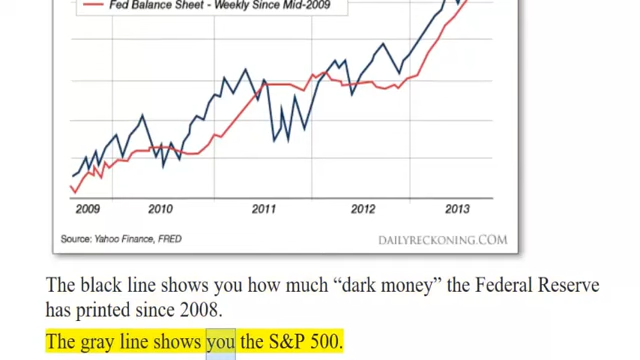 Fed Balance Sheet - Weekly Since Mid-2009
2009 2010 2011 2012 2013
Source: Yahoo Finance, FRED DAILYRECKONING.COM
The black line shows you how much “dark money” the Federal Reserve
has printed since 2008.
The gray line shows you the S&P 500.